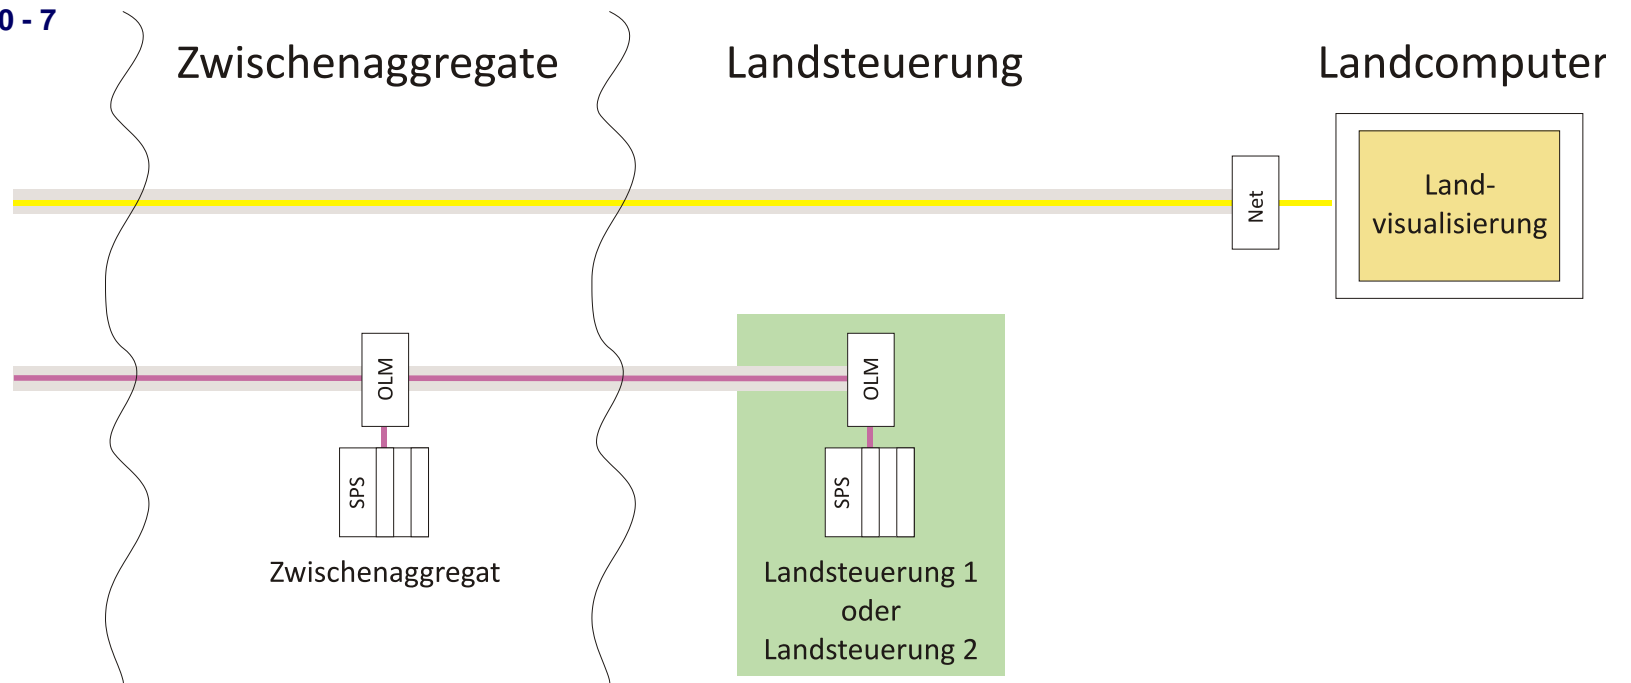 0 - 7
Zwischenaggregate
Landsteuerung
Landcomputer
Net
Land-
visualisierung
OLM
OLM
SPS
SPS
Zwischenaggregat
Landsteuerung 1
oder
Landsteuerung 2